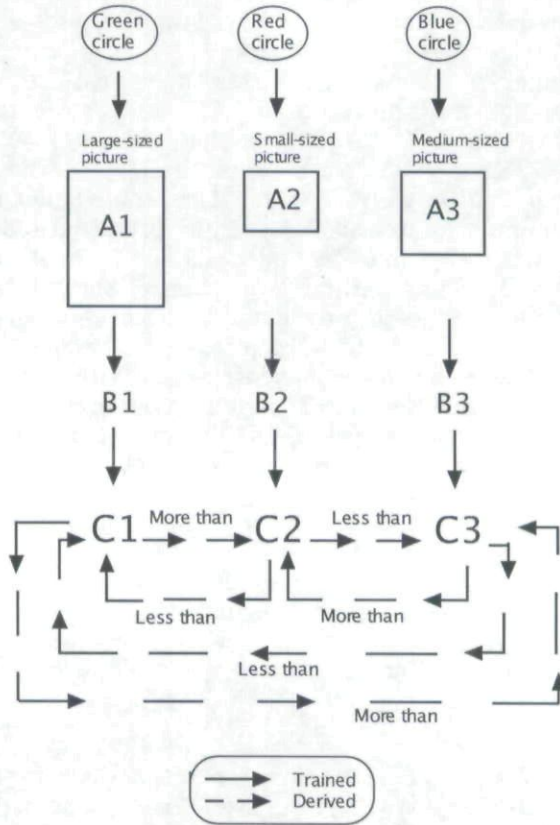 Green
circle
Red
circle
Blue
circle
Large-sized
picture
Small-sized
picture
Medium-sized
picture
A1
A2
A3
B1
B2
B3
C1
More than
C2
Less than
C3
Less than
More than
Less than
More than
Trained
Derived